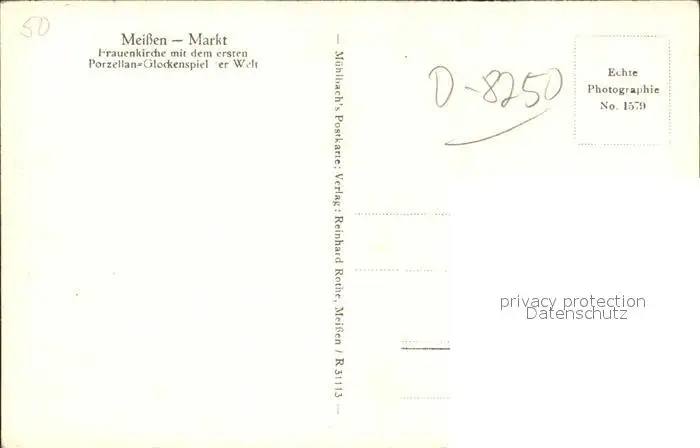 50
Meißen — Markt
Frauenkirche mit dem ersten
Porzellan=Glockenspiel er Welt
— Mühlbach's Postkarte; Verlag: Reinhard Rothe, Meißen / R 31113 —
D-8250
Echte
Photographie
No. 1579
privacy protection
Datenschutz